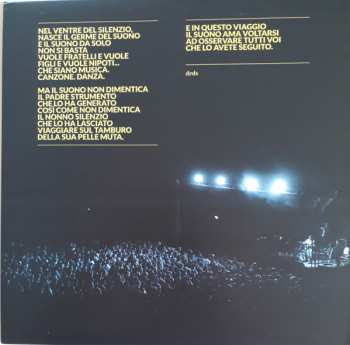 NEL VENTRE DEL SILENZIO,
NASCE IL GERME DEL SUONO
E IL SUONO DA SOLO
NON SI BASTA
VUOLE FRATELLI E VUOLE
FIGLI E VUOLE NIPOTI...
CHE SIANO MUSICA.
CANZONE. DANZA.
MA IL SUONO NON DIMENTICA
IL PADRE STRUMENTO
CHE LO HA GENERATO
COSÌ COME NON DIMENTICA
IL NONNO SILENZIO
CHE LO HA LASCIATO
VIAGGIARE SUL TAMBURO
DELLA SUA PELLE MUTA.
E IN QUESTO VIAGGIO
IL SUONO AMA VOLTARSI
AD OSSERVARE TUTTI VOI
CHE LO AVETE SEGUITO.
drds